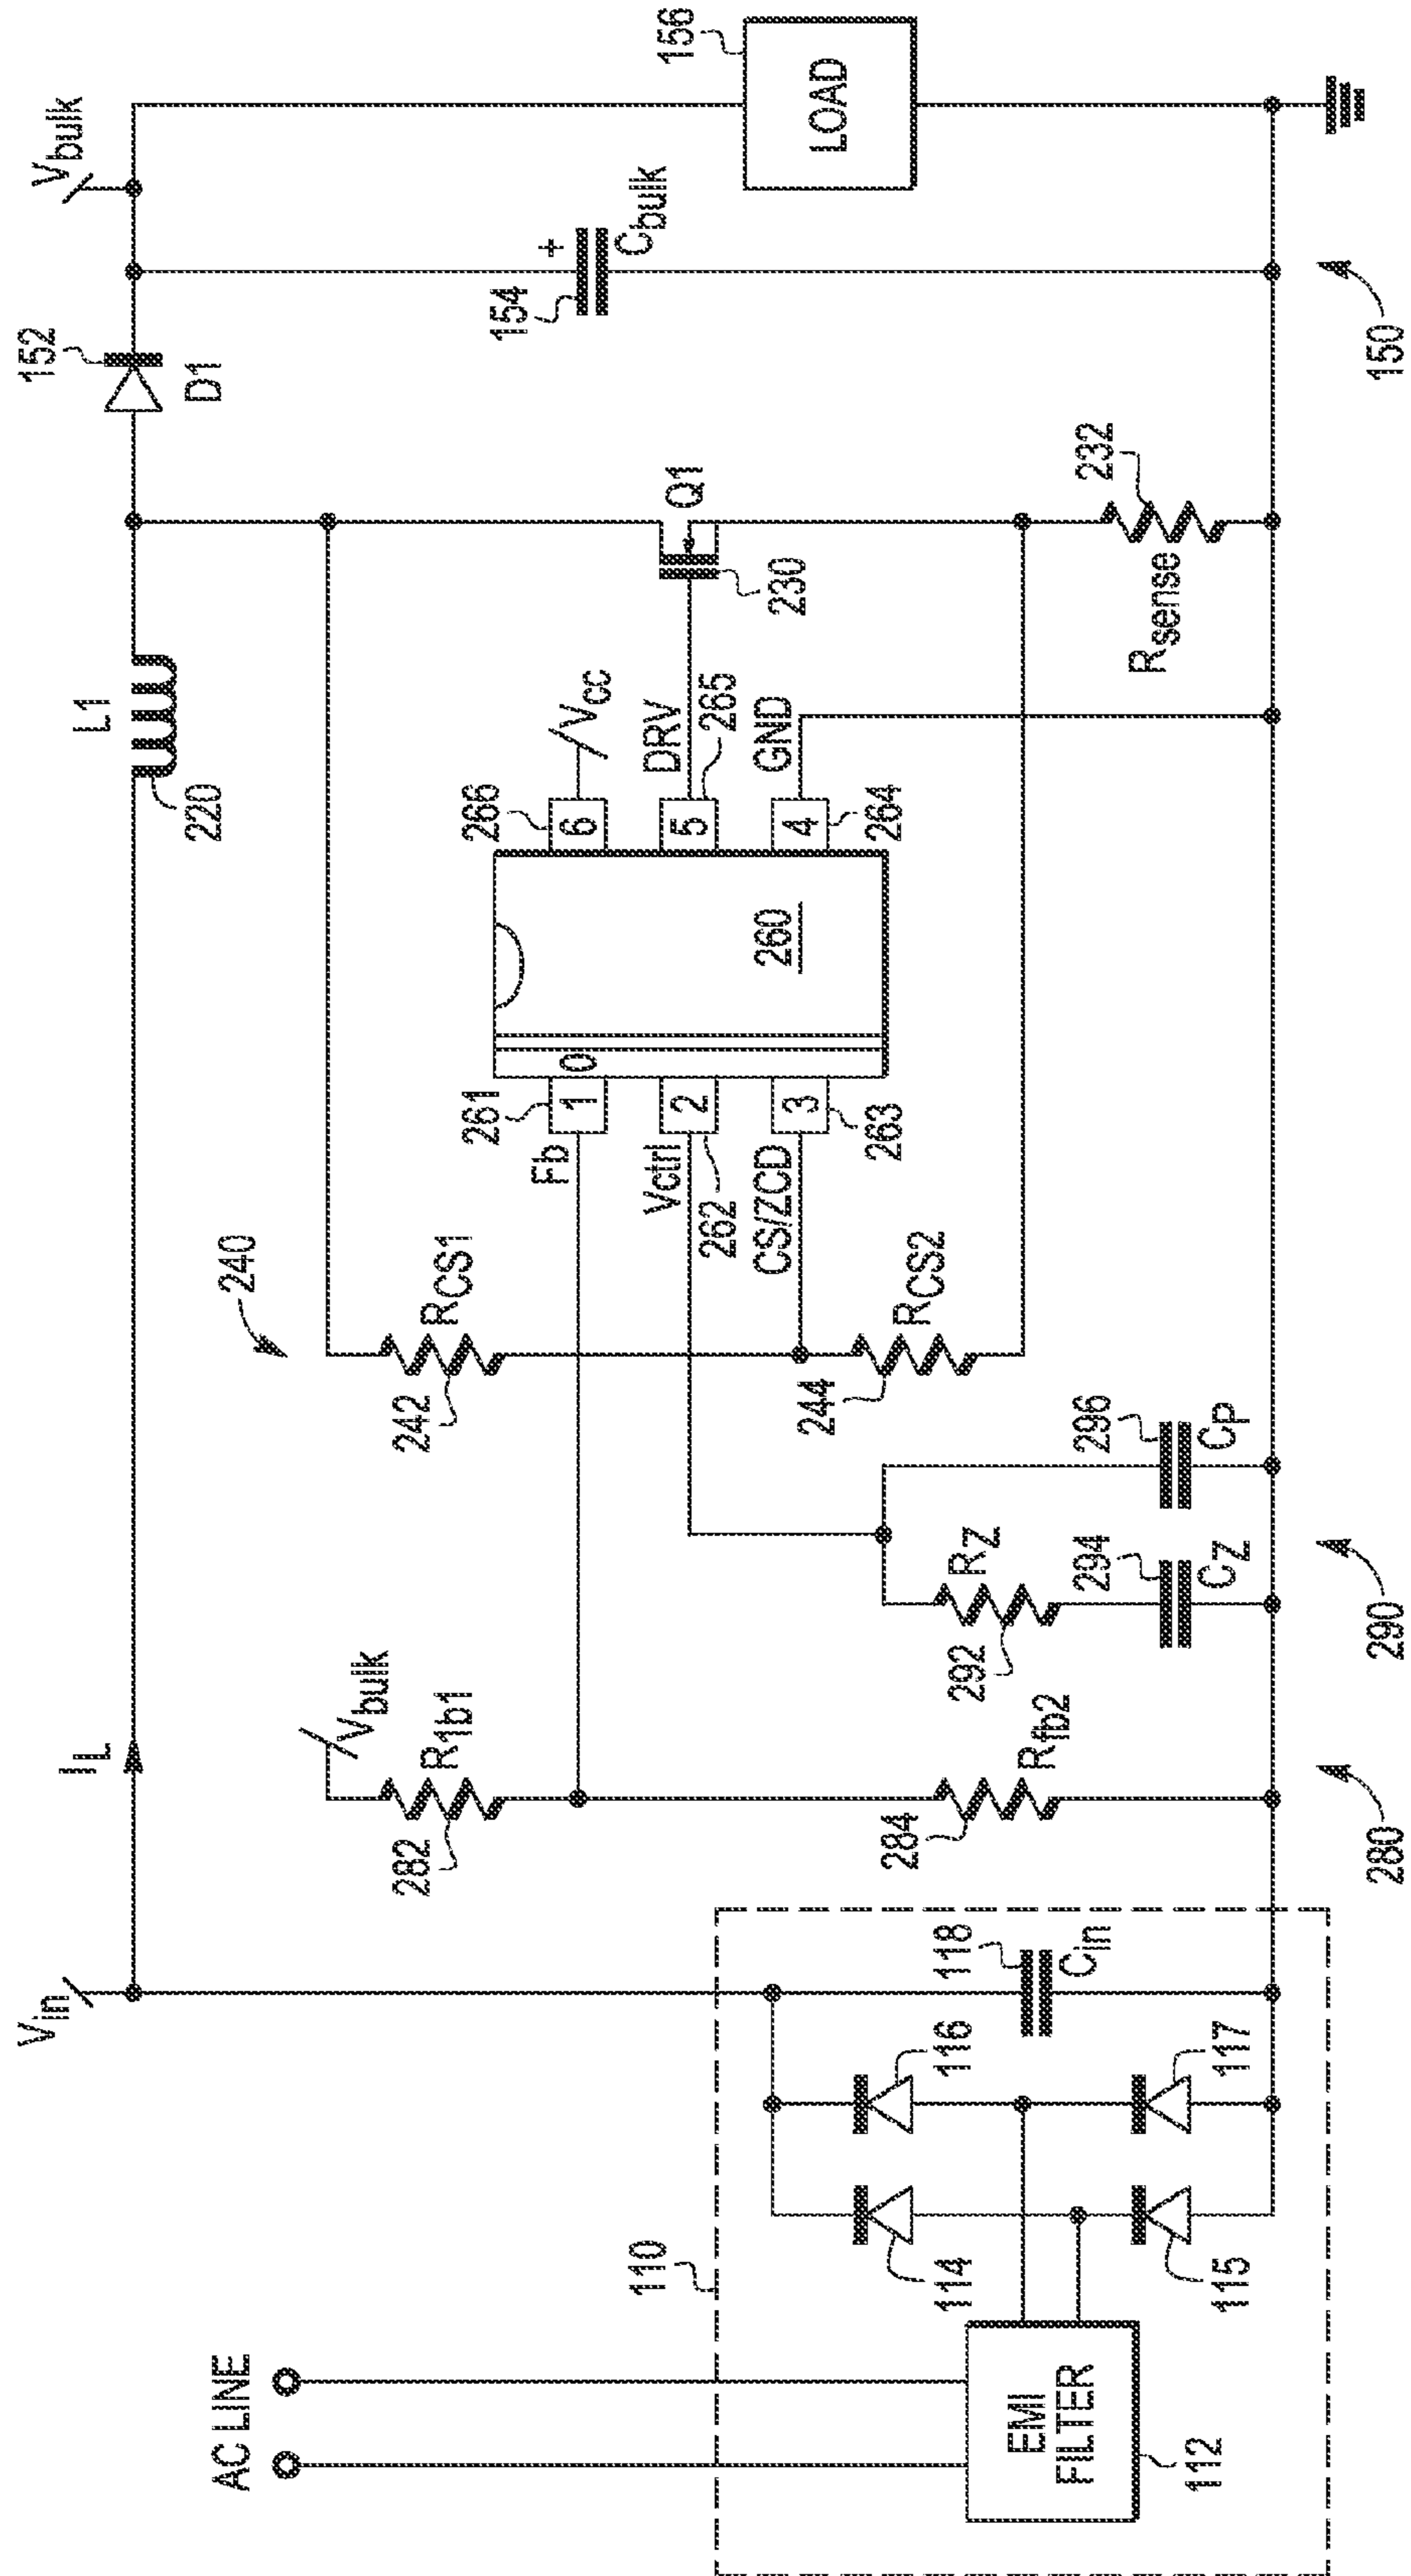 AC LINE
110
EMI
FILTER
112
114
115
116
117
118
Cin
Vin
IL
Vbulk
R1b1
282
Rfb2
284
280
RZ
292
294
CZ
296
CP
290
240
RCS1
242
RCS2
244
Fb
261
1
O
Vctrl
262
2
CS/ZCD
263
3
260
266
6
Vcc
DRV
5
265
GND
4
264
L1
220
Q1
230
232
Rsense
152
D1
Vbulk
154
+
Cbulk
150
156
LOAD